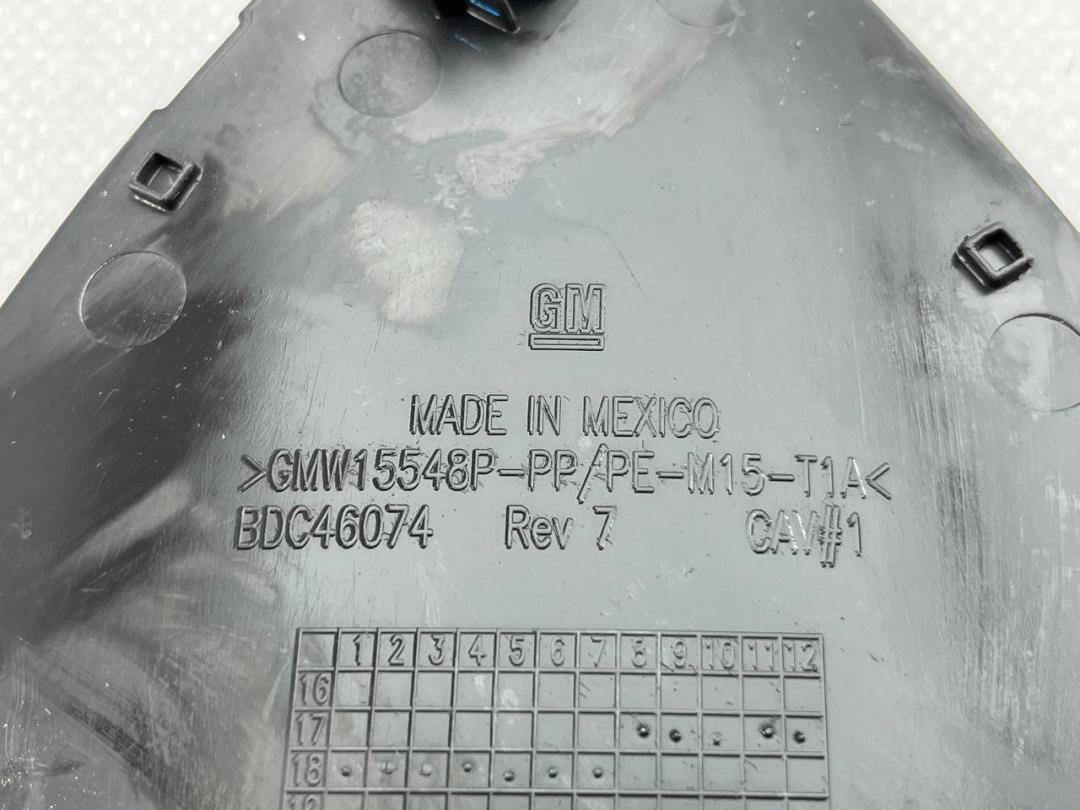 GM
MADE IN MEXICO
>GMW15548P-PP/PE-M15-T1A<
BDC46074 Rev 7 CAV#1
1 2 3 4 5 6 7 8 9 10 11 12
16
17
18